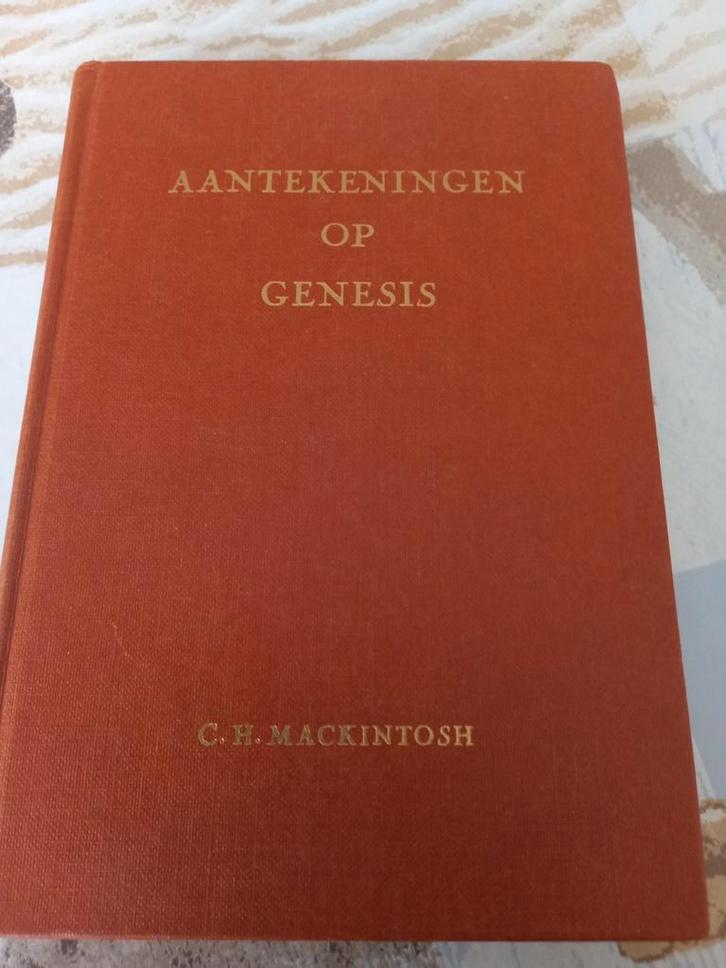 AANTEKENINGEN
OP
GENESIS
C. H. MACKINTOSH